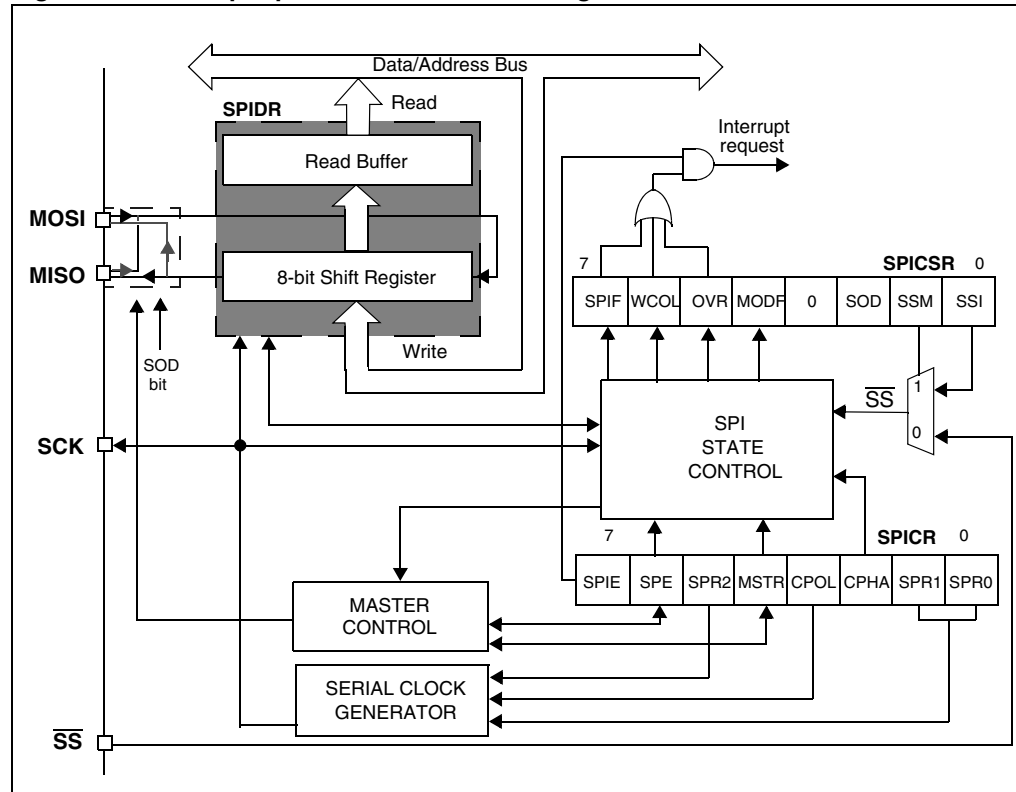 Data/Address Bus
SPIDR
Read
Interrupt
request
Read Buffer
MOSI
MISO
8-bit Shift Register
7
SPICSR 0
SPIF WCOL OVR MODF 0 SOD SSM SSI
Write
SOD
bit
1
SS
0
SCK
SPI
STATE
CONTROL
7
SPICR 0
SPIE SPE SPR2 MSTR CPOL CPHA SPR1 SPR0
MASTER
CONTROL
SERIAL CLOCK
GENERATOR
SS